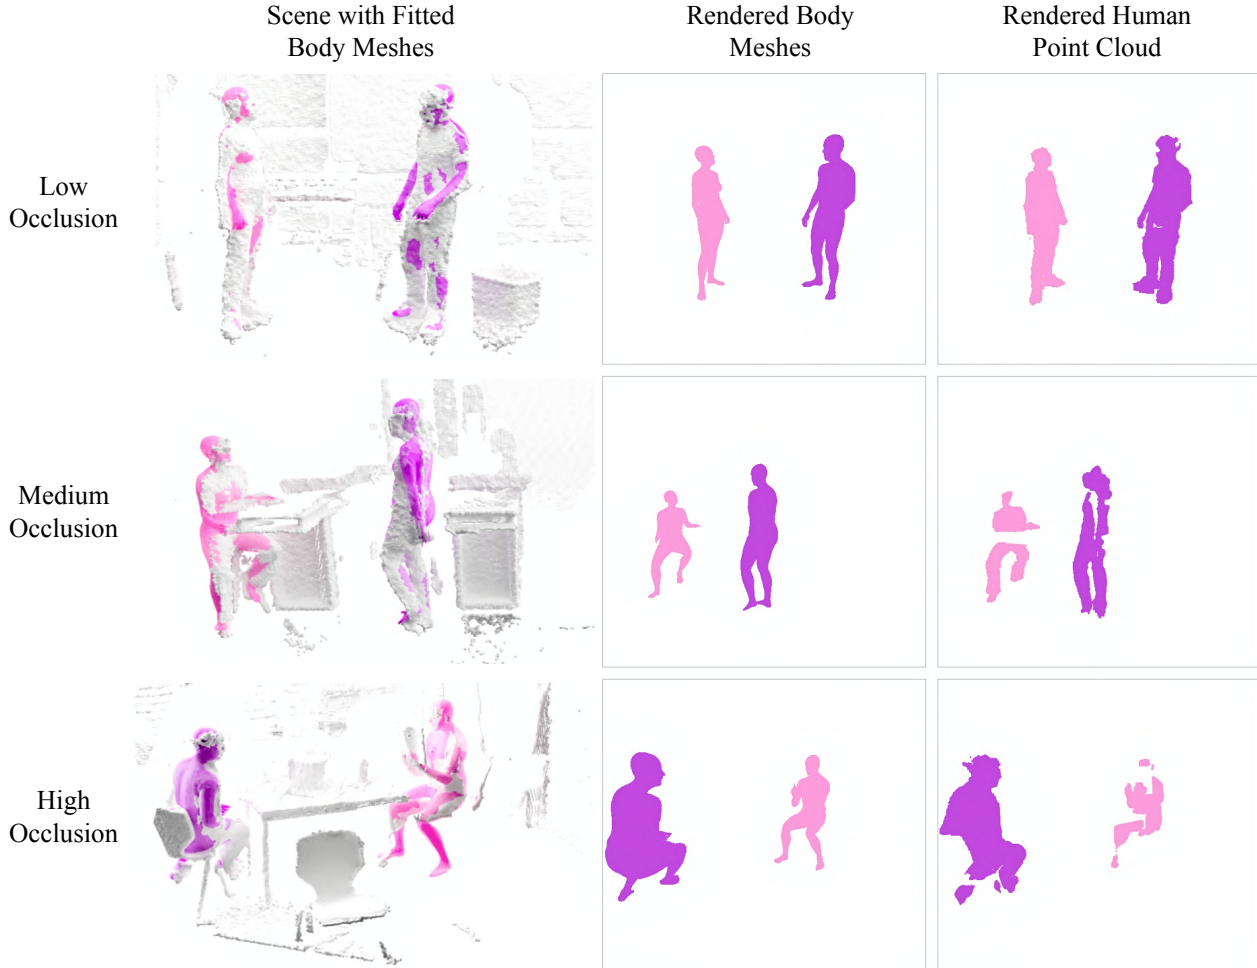 Scene with Fitted
Body Meshes
Rendered Body
Meshes
Rendered Human
Point Cloud
Low
Occlusion
Medium
Occlusion
High
Occlusion